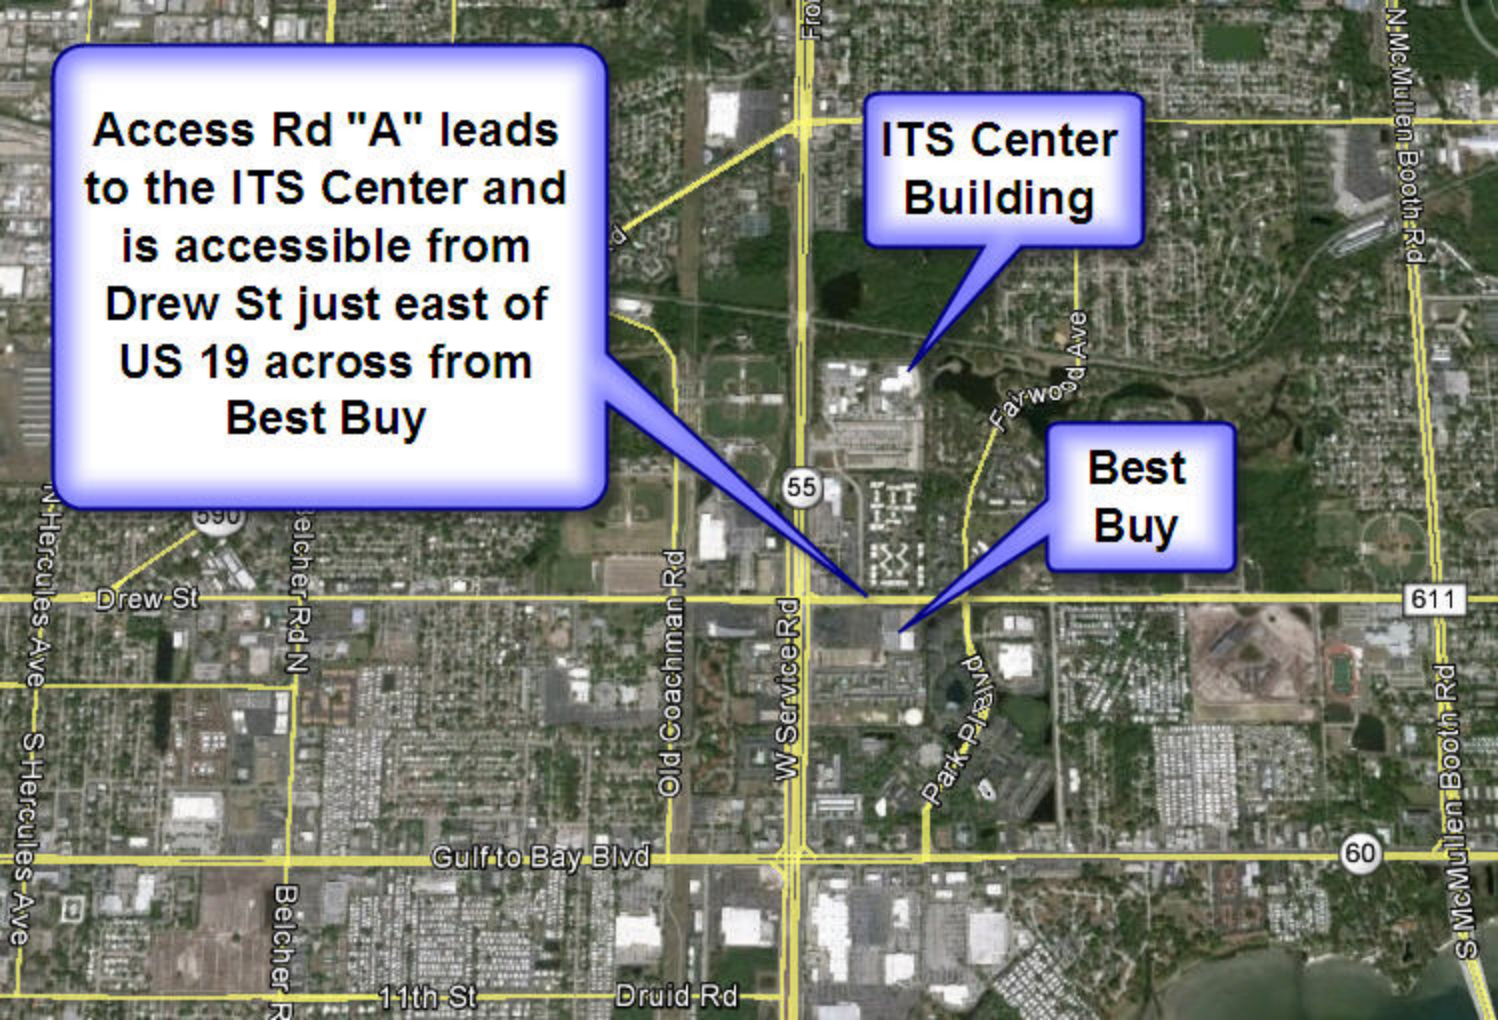 Fro
N McMullen Booth Rd
Access Rd "A" leads
to the ITS Center and
is accessible from
Drew St just east of
US 19 across from
Best Buy
ITS Center
Building
Fairwood Ave
55
Best
Buy
590
N Hercules Ave
Belcher Rd N
Drew St
Old Coachman Rd
W Service Rd
611
Park Place Blvd
S Hercules Ave
Gulf to Bay Blvd
60
S McMullen Booth Rd
Belcher R
11th St
Druid Rd